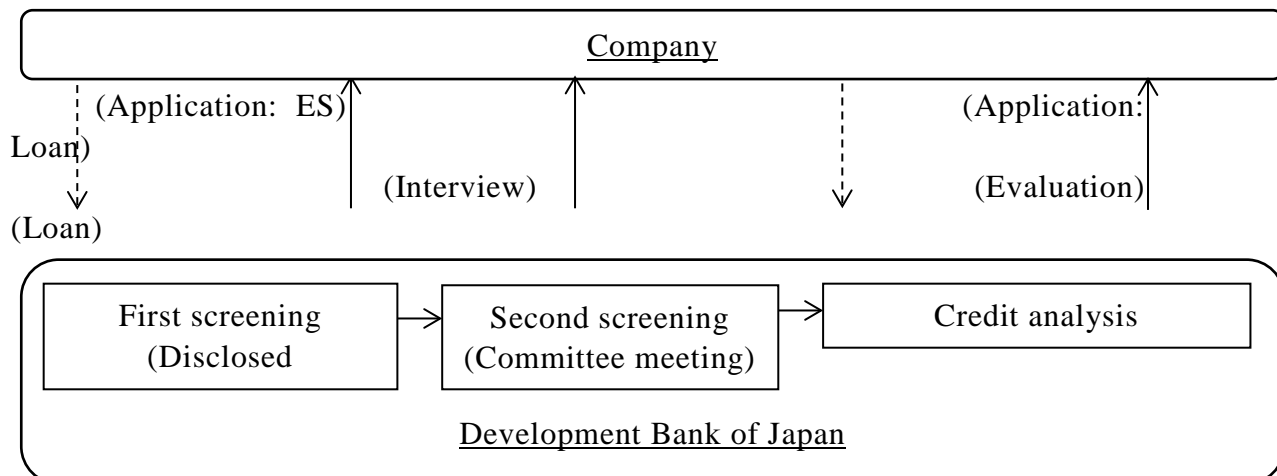 Company
(Application: ES) (Application:
Loan)
(Interview) (Evaluation)
(Loan)
First screening
(Disclosed
Second screening
(Committee meeting)
Credit analysis
Development Bank of Japan